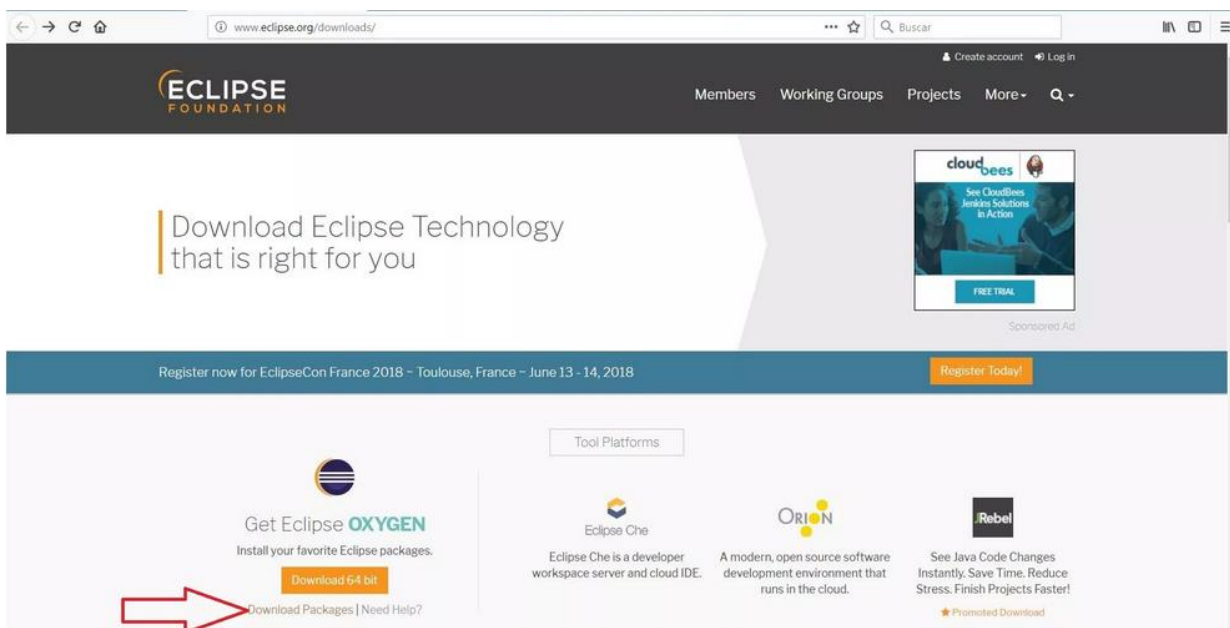 www.eclipse.org/downloads/
Buscar
Create account
Log in
ECLIPSE
FOUNDATION
Members
Working Groups
Projects
More
Download Eclipse Technology
that is right for you
cloudbees
See CloudBees
Jenkins Solutions
in Action
FREE TRIAL
Sponsored Ad
Register now for EclipseCon France 2018 - Toulouse, France - June 13 - 14, 2018
Register Today!
Tool Platforms
Get Eclipse OXYGEN
Install your favorite Eclipse packages.
Download 64 bit
Download Packages | Need Help?
Eclipse Che
Eclipse Che is a developer
workspace server and cloud IDE.
ORION
A modern, open source software
development environment that
runs in the cloud.
JRebel
See Java Code Changes
Instantly. Save Time. Reduce
Stress. Finish Projects Faster!
Promoted Download